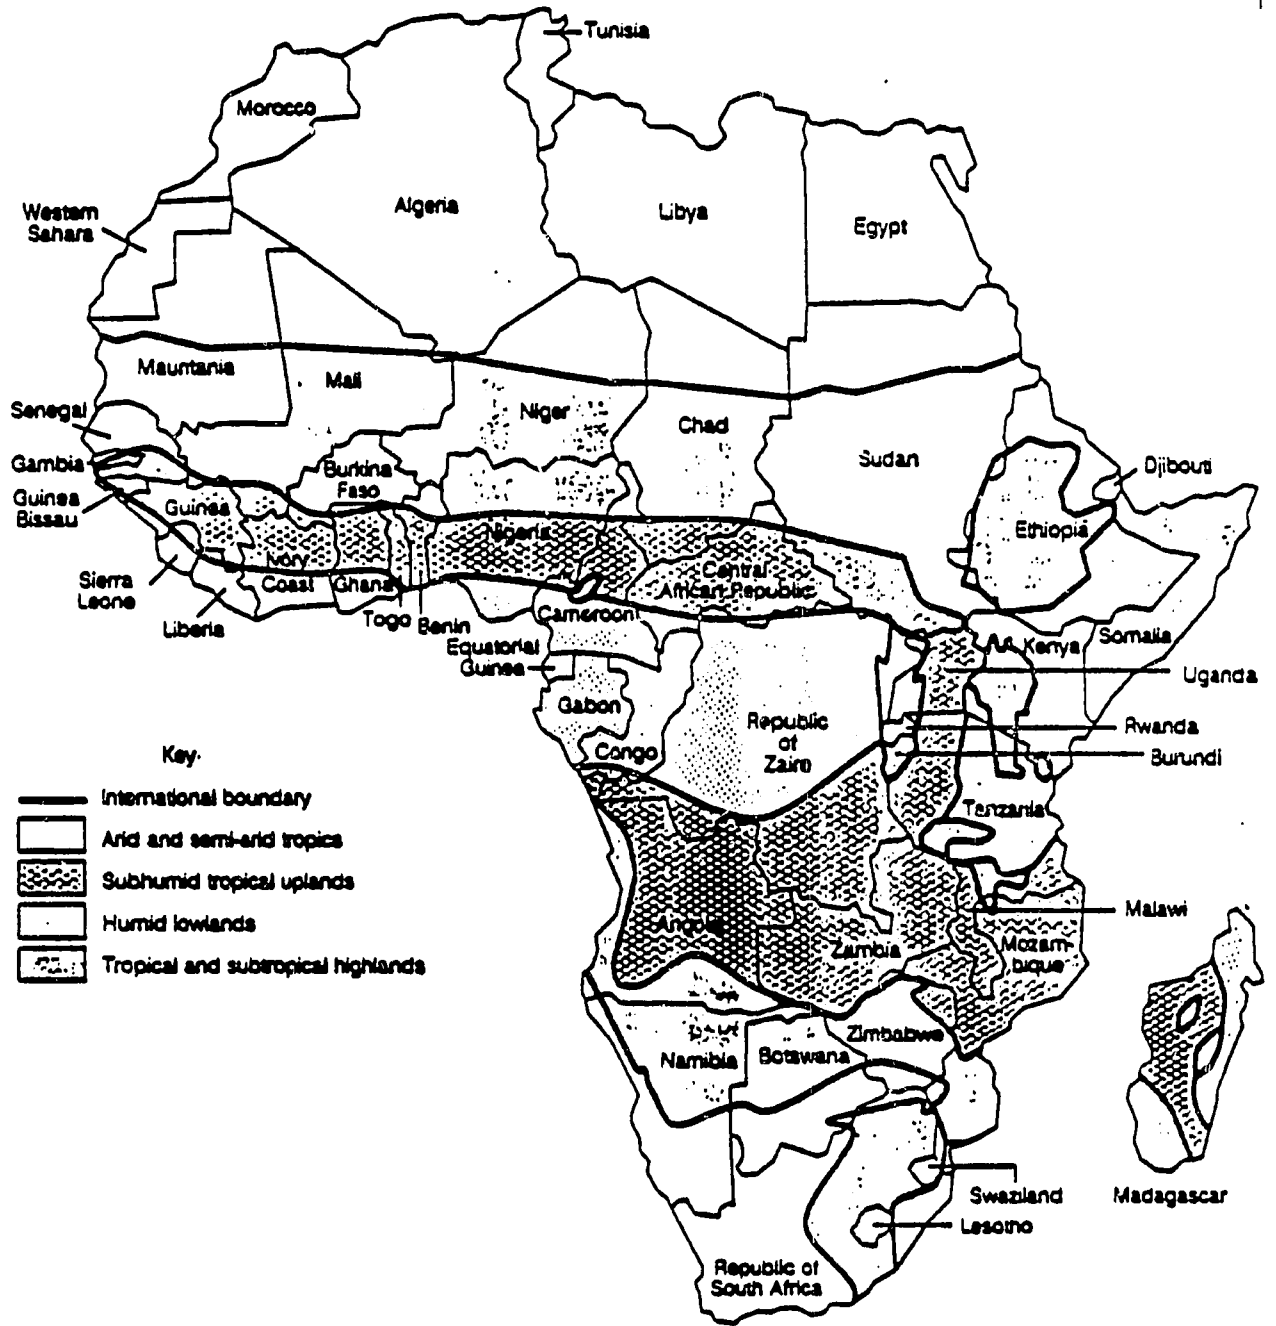 Tunisia
Morocco
Algeria
Libya
Egypt
Western
Sahara
Mauntania
Mali
Niger
Chad
Sudan
Senegal
Gambia
Guinea
Bissau
Guinea
Burkina
Faso
Djibouti
Ethiopia
Nigeria
Ivory
Coast
Ghana
Central
African Republic
Sierra
Leone
Liberia
Togo
Benin
Cameroon
Equatorial
Guinea
Kenya
Somalia
Uganda
Gabon
Congo
Republic
of
Zaire
Rwanda
Burundi
Tanzania
Key.
International boundary
Arid and semi-arid tropics
Subhumid tropical uplands
Humid lowlands
Tropical and subtropical highlands
Angola
Zambia
Malawi
Mozam-
bique
Zimbabwe
Namibia
Botswana
Swaziland
Lesotho
Madagascar
Republic of
South Africa